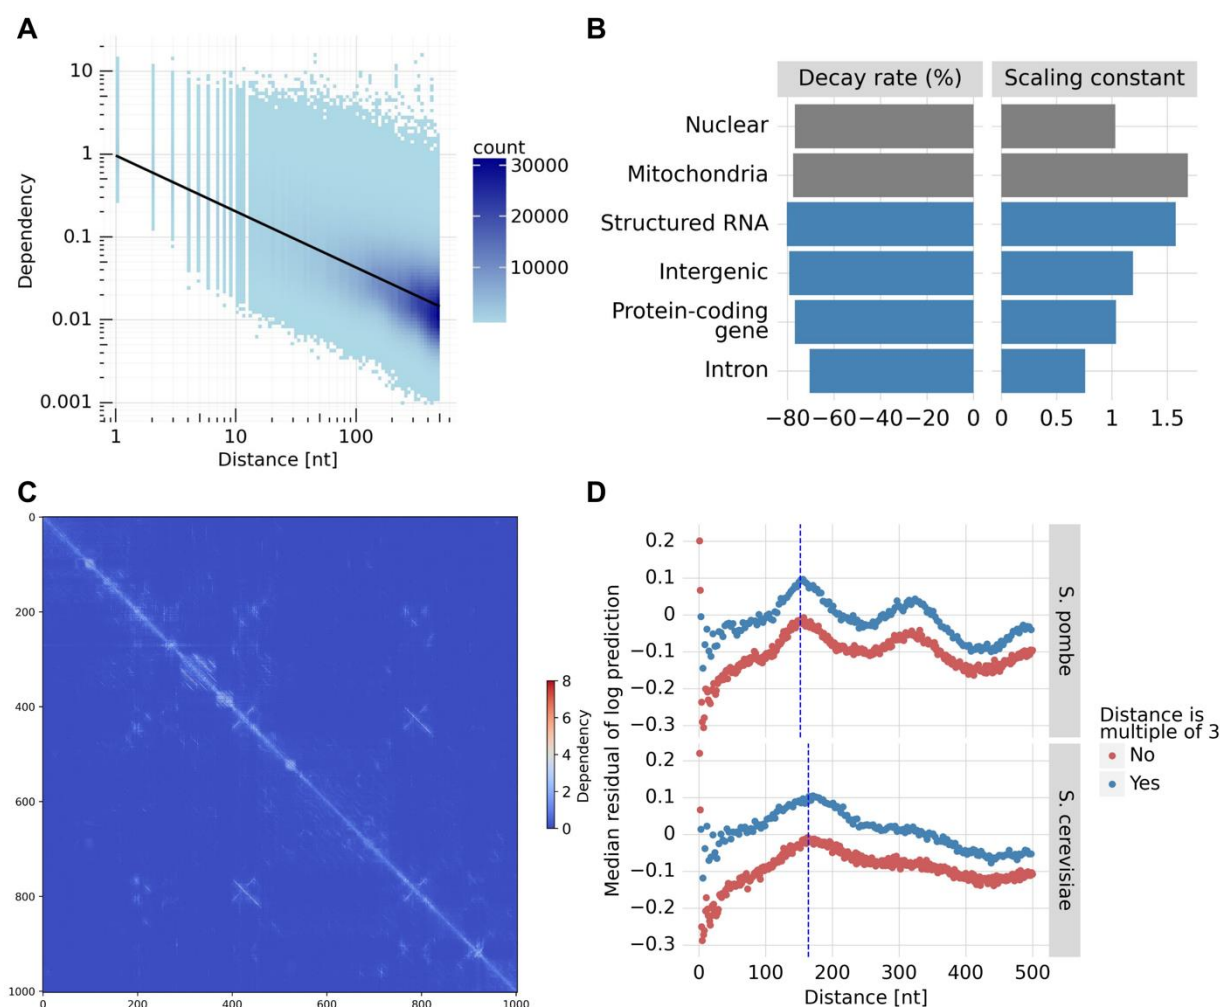 A
10
1
0.1
0.01
0.001
Dependency
1
10
100
Distance [nt]
count
30000
20000
10000
B
Decay rate (%)
Scaling constant
Nuclear
Mitochondria
Structured RNA
Intergenic
Protein-coding
gene
Intron
−80
−60
−40
−20
0
0
0.5
1
1.5
C
0
200
400
600
800
1000
0
200
400
600
800
1000
8
6
4
2
0
Dependency
D
0.2
0.1
0
−0.1
−0.2
−0.3
S. pombe
0.2
0.1
0
−0.1
−0.2
−0.3
S. cerevisiae
Median residual of log prediction
0
100
200
300
400
500
Distance [nt]
Distance is
multiple of 3
No
Yes